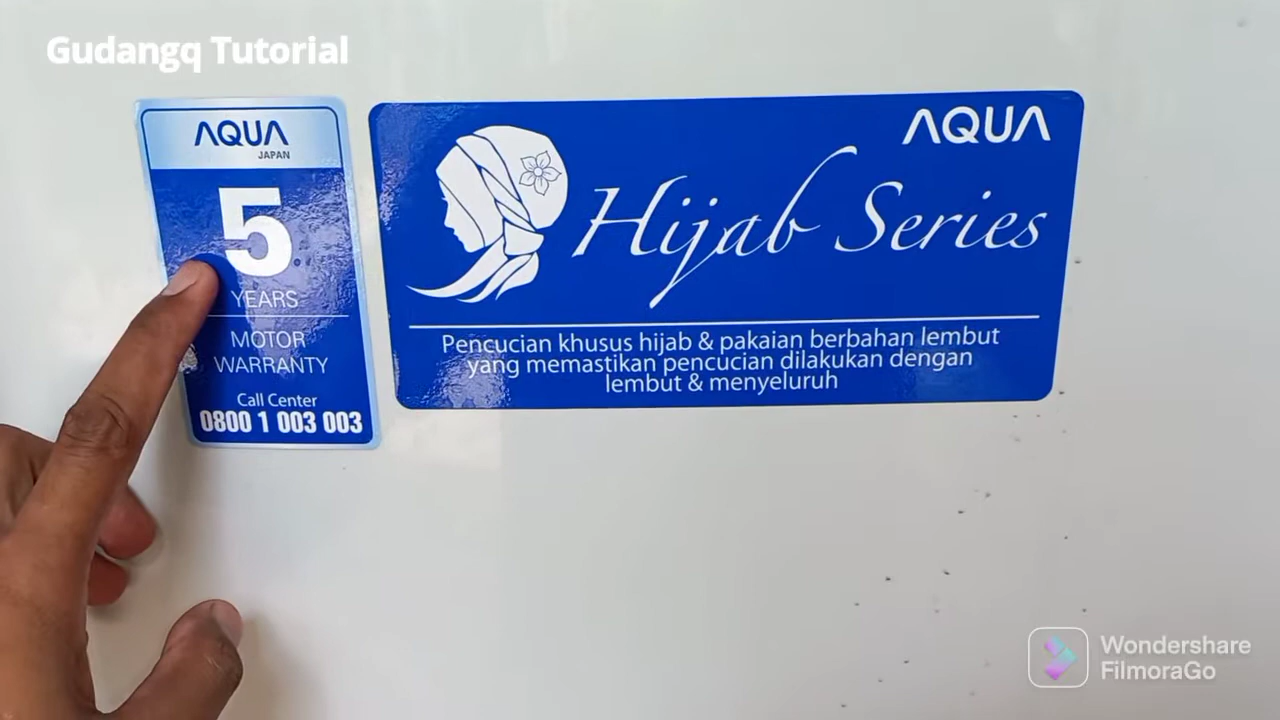 Gudangq Tutorial
AQUA
JAPAN
5
YEARS
MOTOR
WARRANTY
Call Center
0800 1 003 003
AQUA
Hijab Series
Pencucian khusus hijab & pakaian berbahan lembut
yang memastikan pencucian dilakukan dengan
lembut & menyeluruh
Wondershare
FilmoraGo